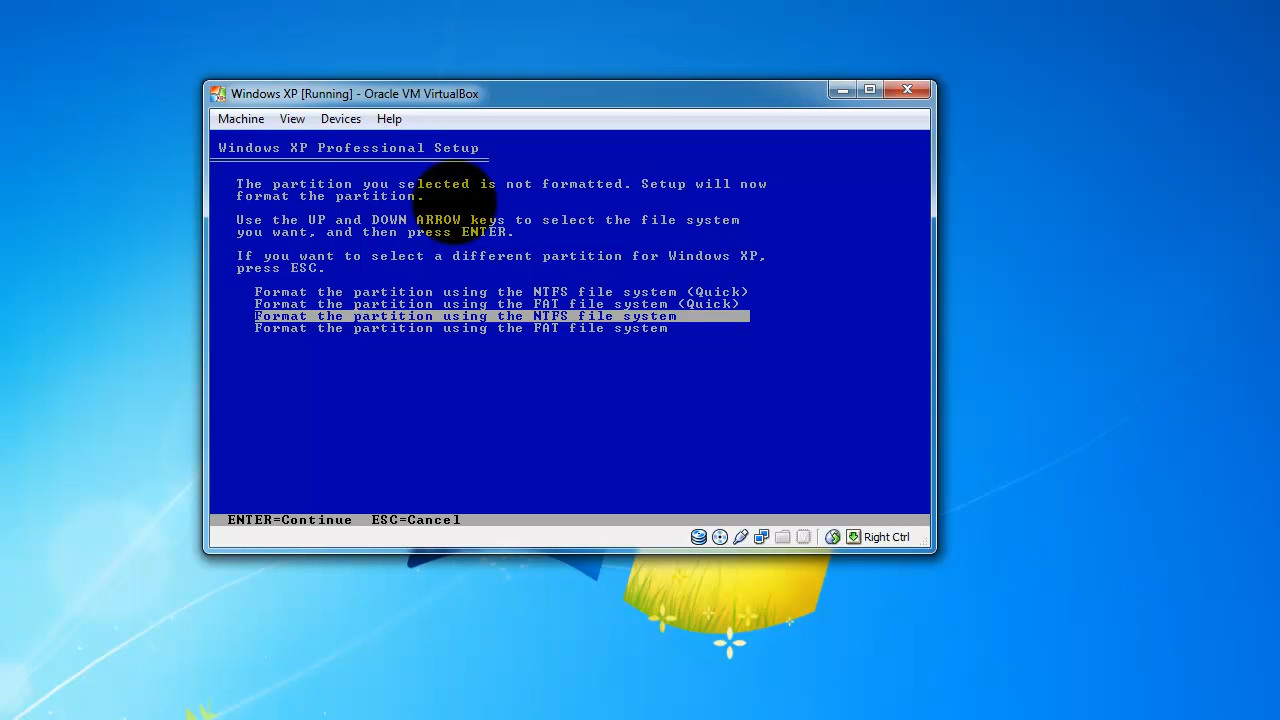 Windows XP [Running] - Oracle VM VirtualBox
Machine View Devices Help
Windows XP Professional Setup
The partition you selected is not formatted. Setup will now
format the partition.
Use the UP and DOWN ARROW keys to select the file system
you want, and then press ENTER.
If you want to select a different partition for Windows XP,
press ESC.
Format the partition using the NTFS file system (Quick)
Format the partition using the FAT file system (Quick)
Format the partition using the NTFS file system
Format the partition using the FAT file system
ENTER=Continue ESC=Cancel
Right Ctrl